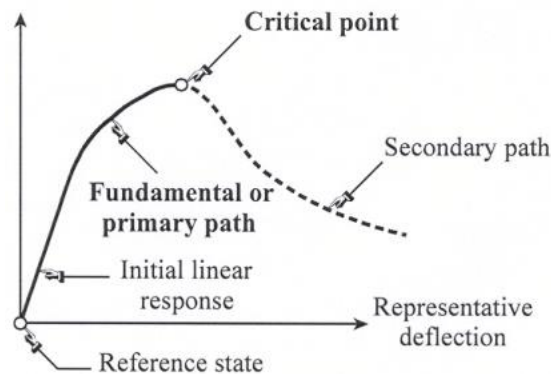 Critical point
Secondary path
Fundamental or
primary path
Initial linear
response
Representative
deflection
Reference state